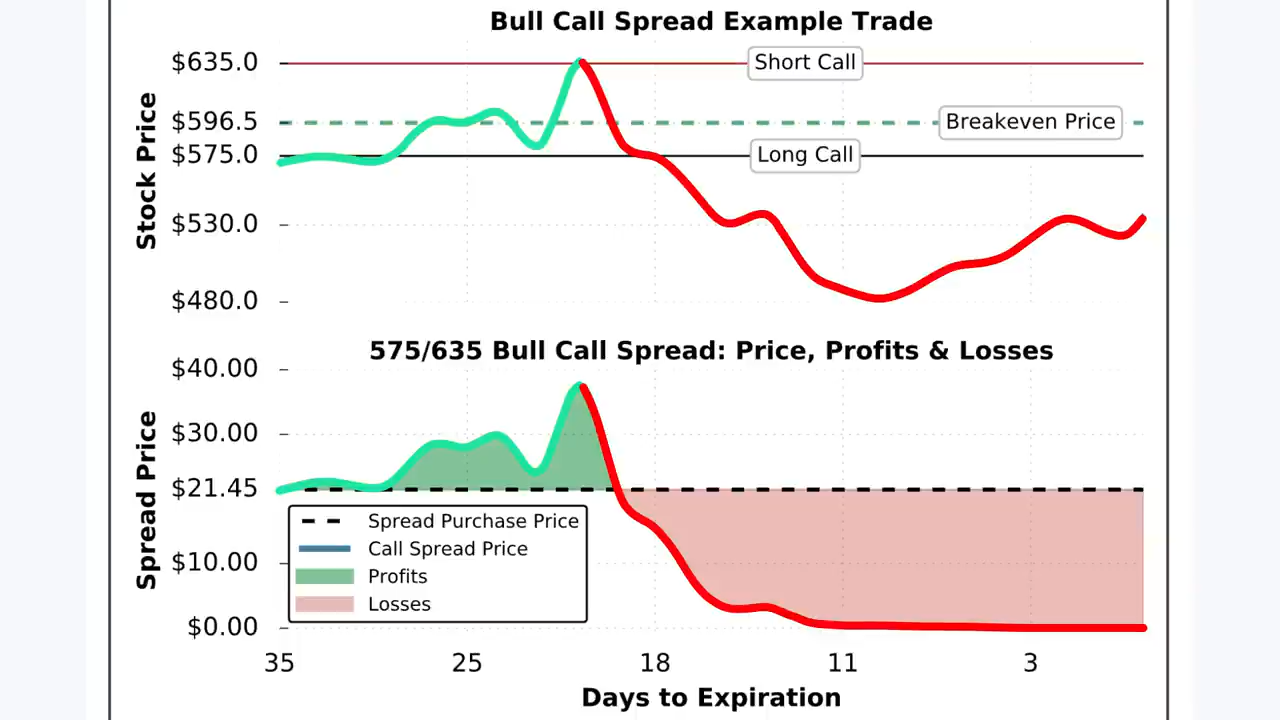 Bull Call Spread Example Trade
$635.0
Short Call
$596.5
Breakeven Price
$575.0
Long Call
$530.0
$480.0
Stock Price
575/635 Bull Call Spread: Price, Profits & Losses
$40.00
$30.00
$21.45
$10.00
$0.00
Spread Price
Spread Purchase Price
Call Spread Price
Profits
Losses
35 25 18 11 3
Days to Expiration